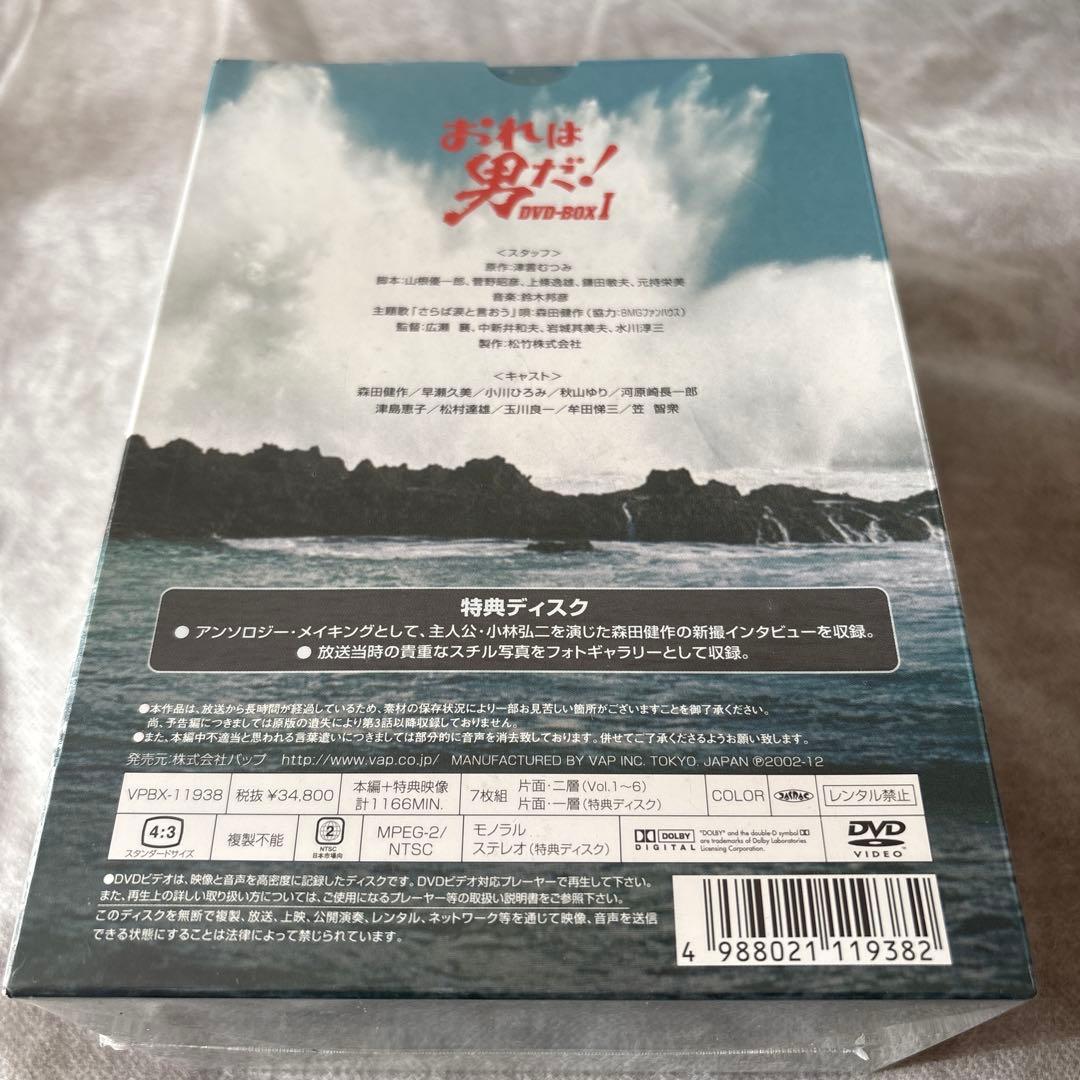 おれは
男だ!
DVD-BOX I
<スタッフ>
原作:津雲むつみ
脚本:山根優一郎、菅野昭彦、上條逸雄、鎌田敏夫、元持栄美
音楽:鈴木邦彦
主題歌「さらば涙と言おう」唄:森田健作(協力:BMGファンハウス)
監督:広瀬 襄、中新井和夫、岩城其美夫、水川淳三
製作:松竹株式会社
<キャスト>
森田健作/早瀬久美/小川ひろみ/秋山ゆり/河原崎長一郎
津島恵子/松村達雄/玉川良一/牟田悌三/笠 智衆
特典ディスク
● アンソロジー・メイキングとして、主人公・小林弘二を演じた森田健作の新撮インタビューを収録。
● 放送当時の貴重なスチル写真をフォトギャラリーとして収録。
●本作品は、放送から長時間が経過しているため、素材の保存状況により一部お見苦しい箇所がございますことを御了承ください。
尚、予告編につきましては原版の遺失により第3話以降収録しておりません。
●また、本編中不適当と思われる言葉遣いにつきましては部分的に音声を消去致しております。併せてご了承くださるようお願い致します。
発売元:株式会社バップ http://www.vap.co.jp/ MANUFACTURED BY VAP INC. TOKYO. JAPAN ℗2002-12
VPBX-11938 税抜 ¥34,800 本編+特典映像 計1166MIN. 7枚組 片面・二層(Vol.1~6) 片面・一層(特典ディスク) COLOR レンタル禁止
4:3 スタンダードサイズ 複製不能 2 NTSC 日本市場向 MPEG-2/ NTSC モノラル ステレオ(特典ディスク) DOLBY DIGITAL "DOLBY" and the double-D symbol are trademarks of Dolby Laboratories Licensing Corporation. DVD VIDEO
●DVDビデオは、映像と音声を高密度に記録したディスクです。DVDビデオ対応プレーヤーで再生して下さい。
また、再生上の詳しい取り扱い方については、ご使用になるプレーヤー等の取扱い説明書をご参照下さい。
このディスクを無断で複製、放送、上映、公開演奏、レンタル、ネットワーク等を通じて映像、音声を送信
できる状態にすることは法律によって禁じられています。
4 988021 119382